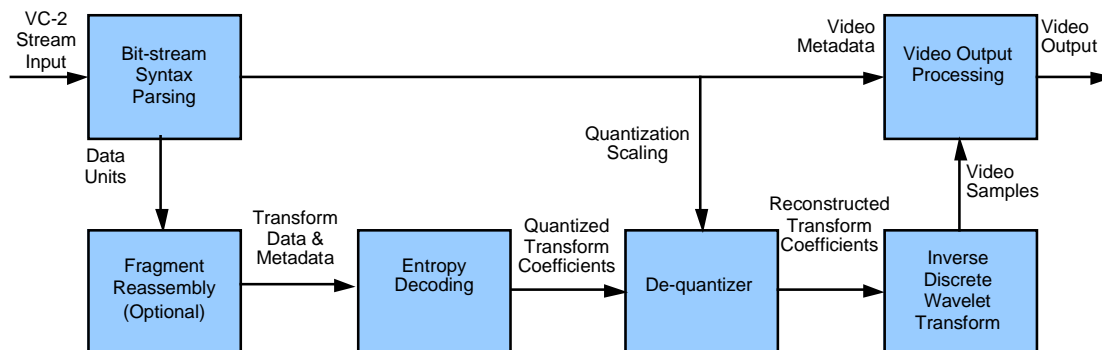 VC-2
Stream
Input
Bit-stream
Syntax
Parsing
Video
Metadata
Video Output
Processing
Video
Output
Data
Units
Quantization
Scaling
Video
Samples
Transform
Data &
Metadata
Quantized
Transform
Coefficients
Reconstructed
Transform
Coefficients
Fragment
Reassembly
(Optional)
Entropy
Decoding
De-quantizer
Inverse
Discrete
Wavelet
Transform